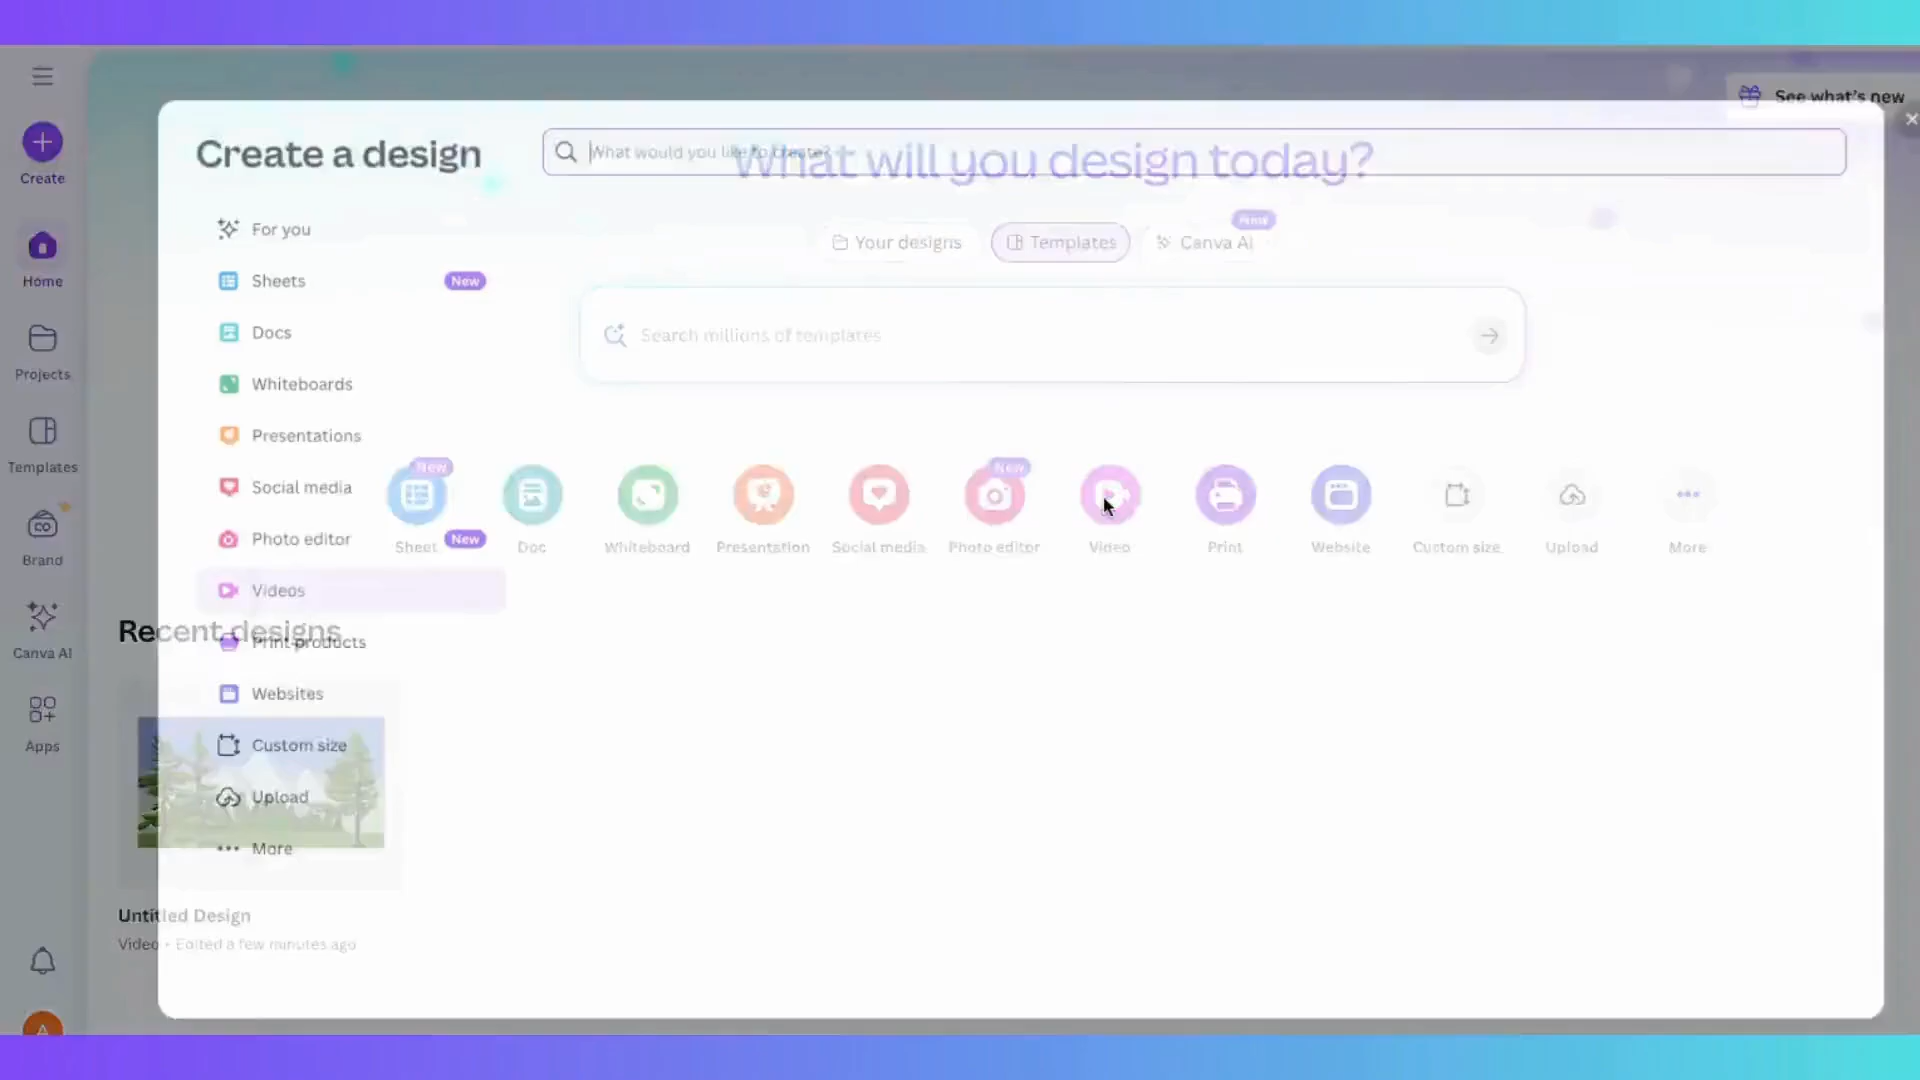 See what's new
Create a design
What would you like to create?
What will you design today?
Create
For you
Your designs
Templates
Canva AI
New
Home
Sheets
New
Docs
Search millions of templates
Projects
Whiteboards
Presentations
Templates
Social media
New
New
Photo editor
New
Sheet
Doc
Whiteboard
Presentation
Social media
Photo editor
Video
Print
Website
Custom size
Upload
More
Brand
CO
Videos
Recent designs
Print products
Canva AI
Websites
Custom size
Apps
Upload
More
Untitled Design
Video • Edited a few minutes ago
A